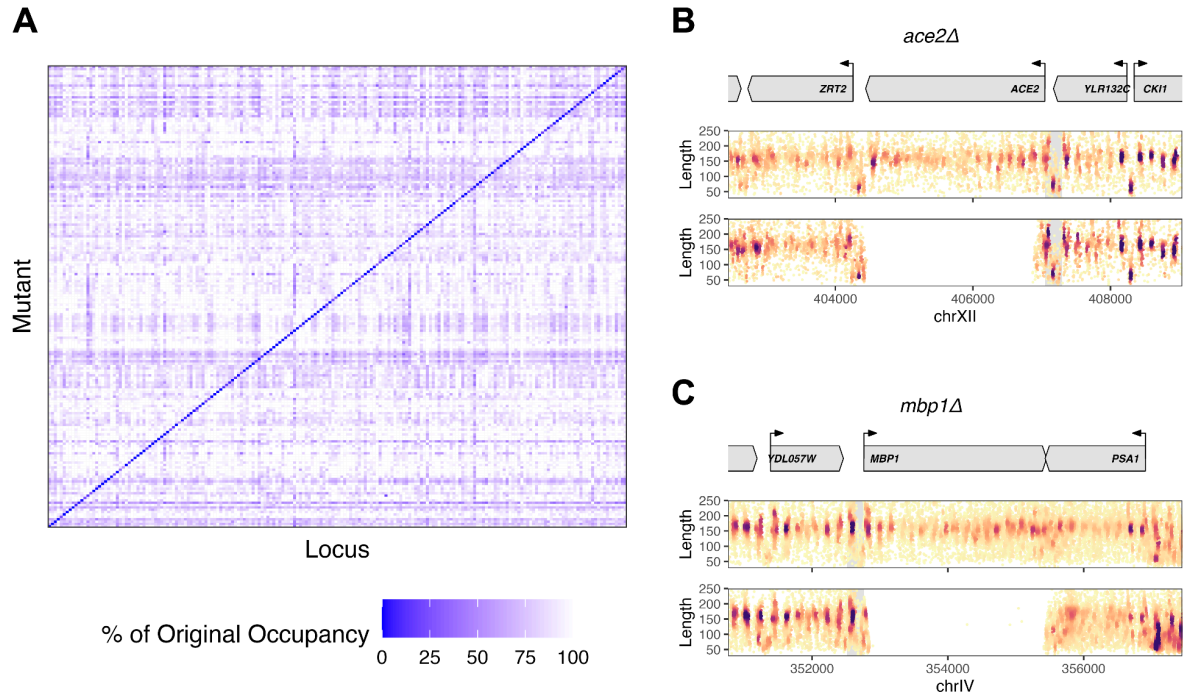 A
Mutant
Locus
% of Original Occupancy
0 25 50 75 100
B
ace2Δ
ZRT2 ACE2 YLR132C CKI1
Length
250
200
150
100
50
Length
250
200
150
100
50
404000 406000 408000
chrXII
C
mbp1Δ
YDL057W MBP1 PSA1
Length
250
200
150
100
50
Length
250
200
150
100
50
352000 354000 356000
chrIV